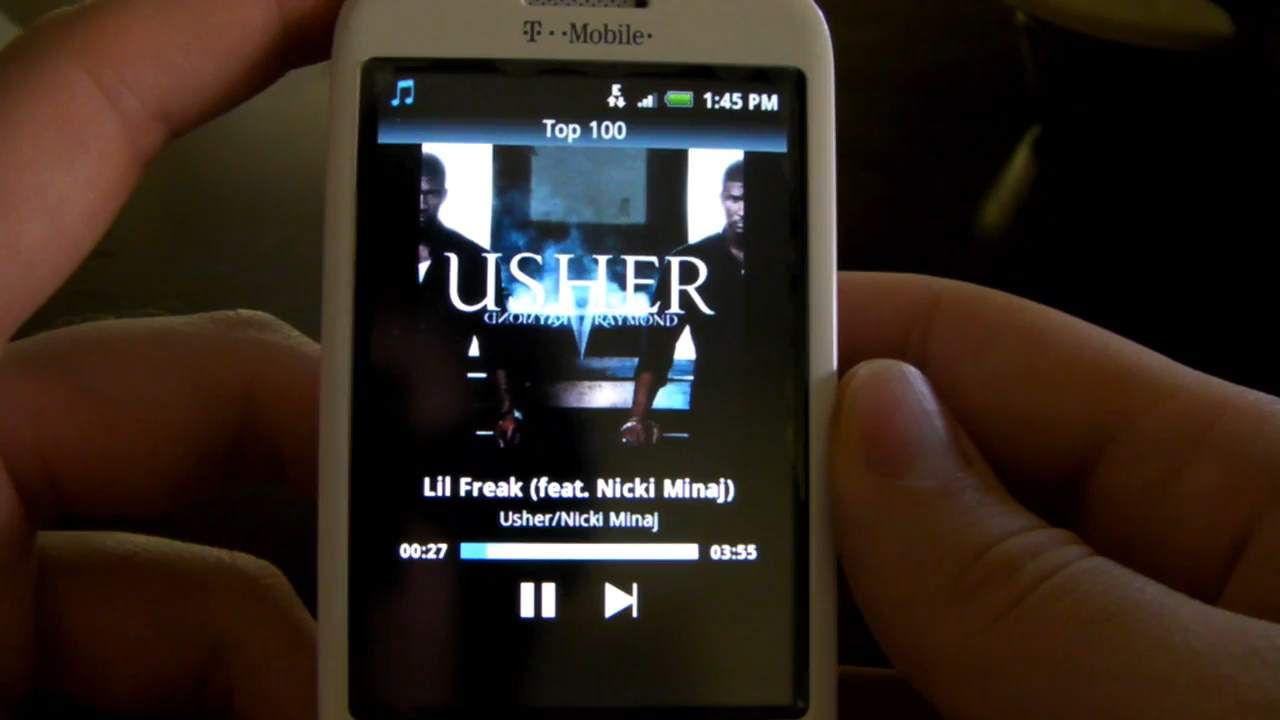 T··Mobile·
E 1:45 PM
Top 100
USHER
RAYMOND RAYMOND
Lil Freak (feat. Nicki Minaj)
Usher/Nicki Minaj
00:27 03:55